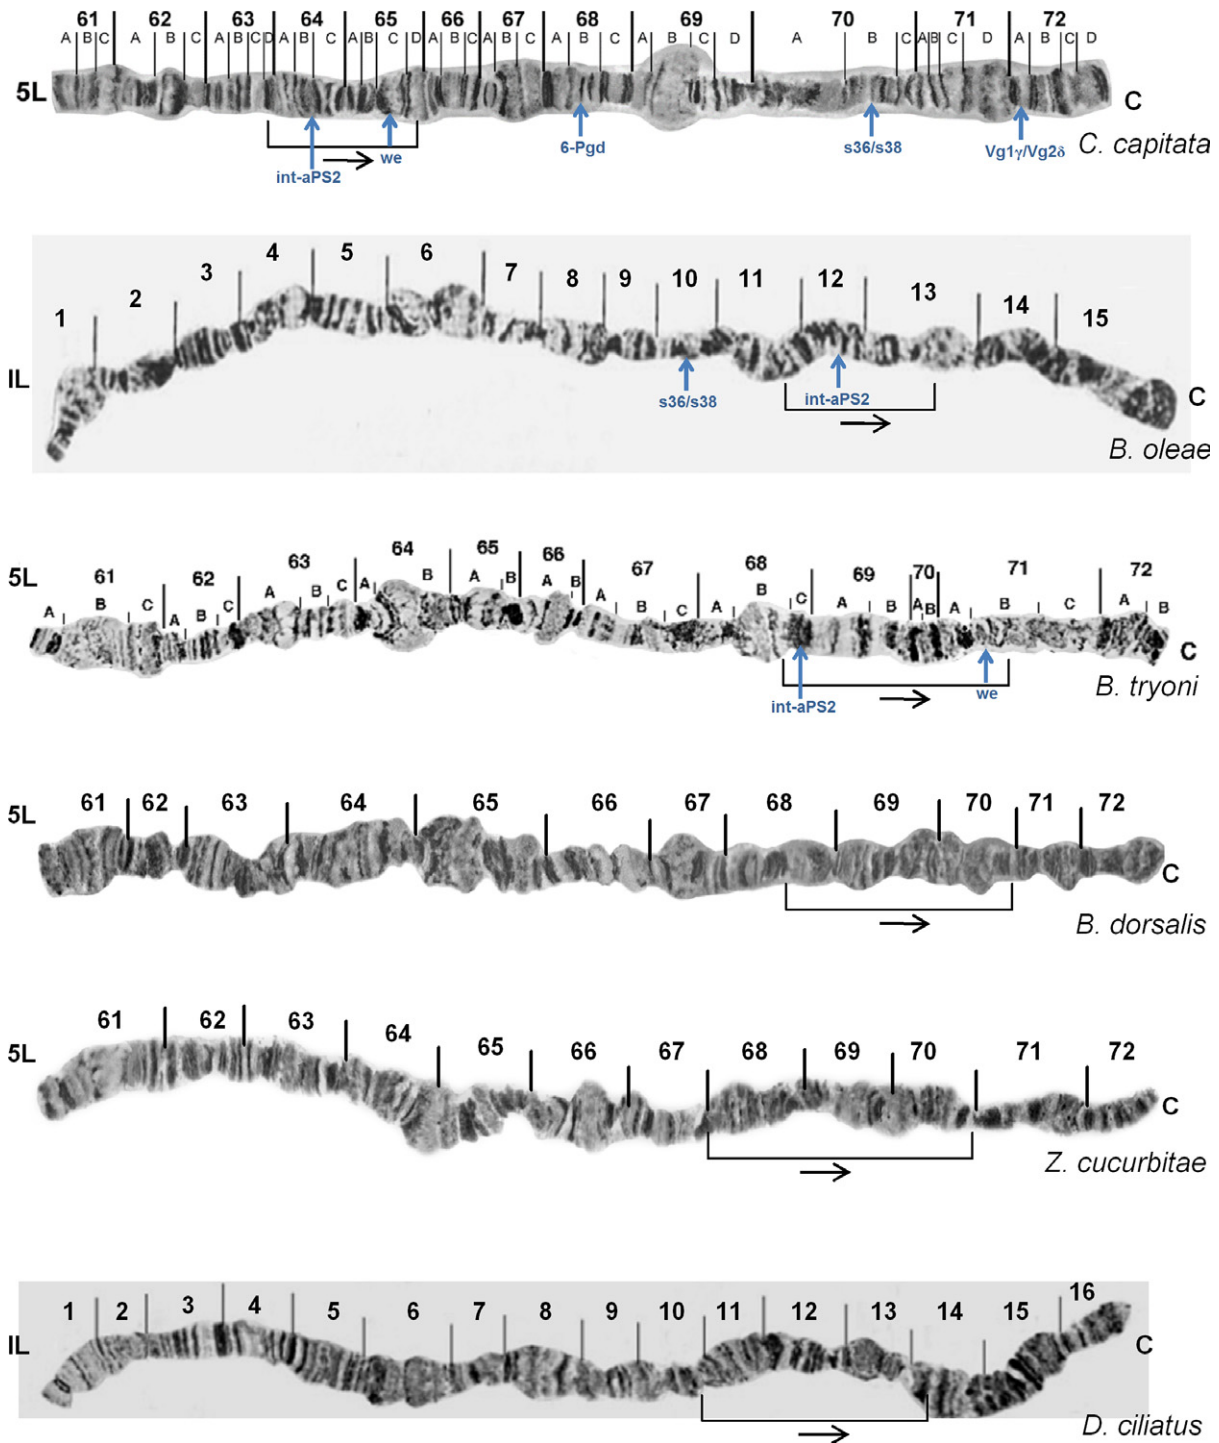 61 62 63 64 65 66 67 68 69 70 71 72
A B C A B C A B C D A B C A B C D A B C A B C A B C A B C D A B C A B C D A B C D
5L
C
C. capitata
int-aPS2 we 6-Pgd s36/s38 Vg1γ/Vg2δ
1 2 3 4 5 6 7 8 9 10 11 12 13 14 15
IL
C
s36/s38 int-aPS2
B. oleae
5L
61 62 63 64 65 66 67 68 69 70 71 72
A B C A B C A B C A B A B A B A B C A B C A B A B A B C A B
C
int-aPS2 we
B. tryoni
5L
61 62 63 64 65 66 67 68 69 70 71 72
C
B. dorsalis
61 62 63 64 65 66 67 68 69 70 71 72
5L
C
Z. cucurbitae
1 2 3 4 5 6 7 8 9 10 11 12 13 14 15 16
IL
C
D. ciliatus